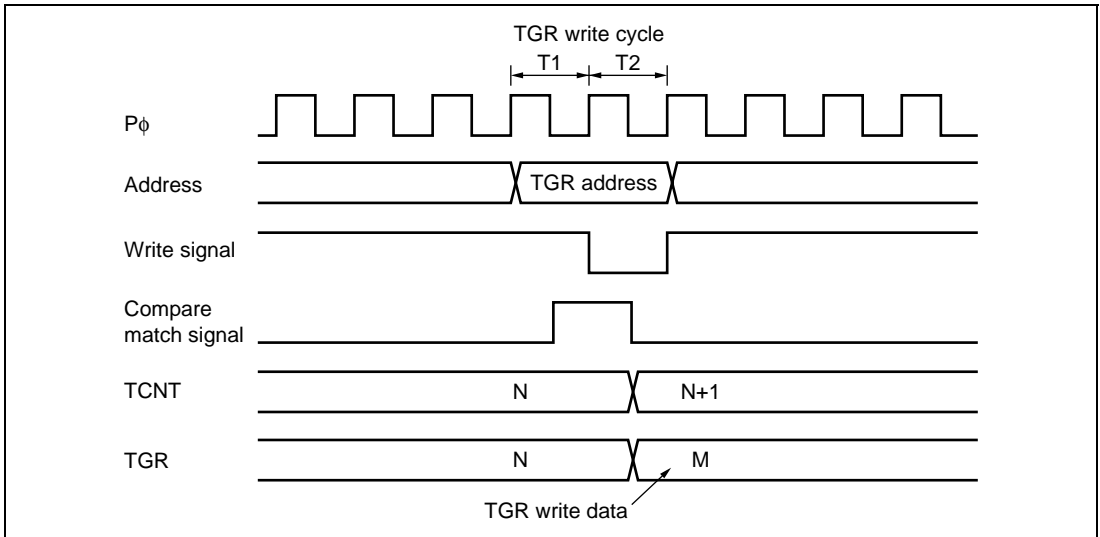 TGR write cycle
T1 T2
Pϕ
Address TGR address
Write signal
Compare
match signal
TCNT N N+1
TGR N M
TGR write data